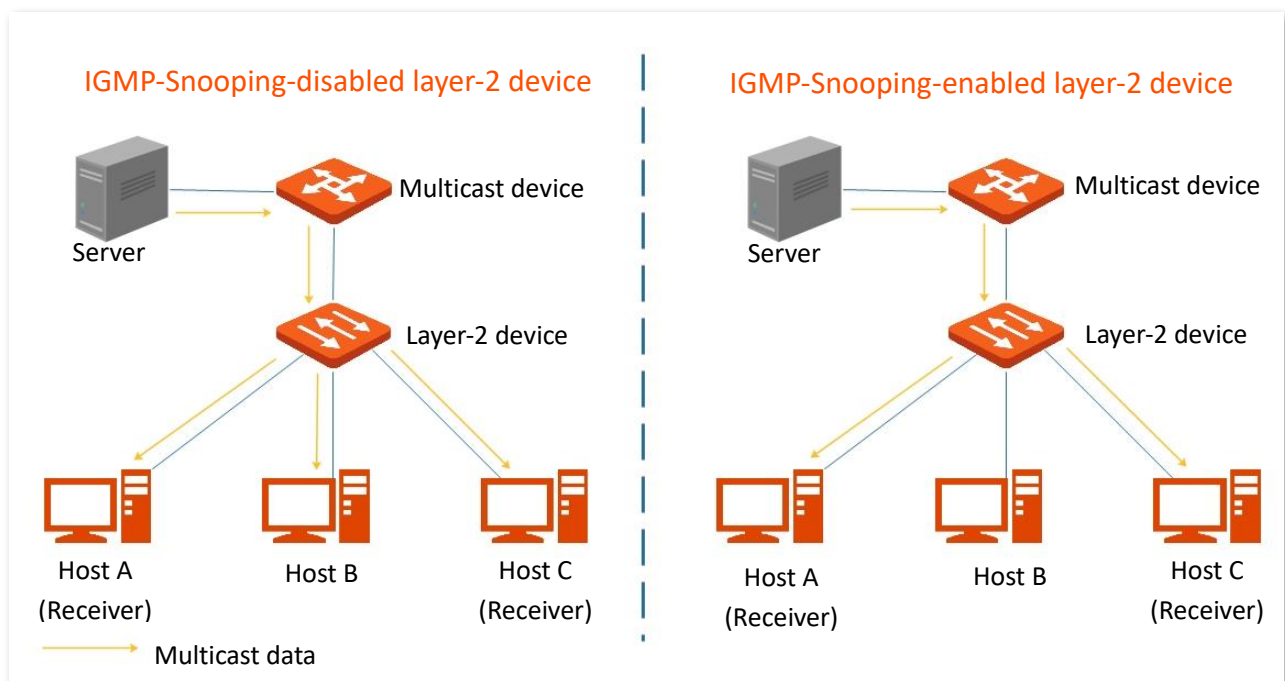 IGMP-Snooping-disabled layer-2 device
Multicast device
Server
Layer-2 device
Host A
(Receiver)
Host B
Host C
(Receiver)
Multicast data
IGMP-Snooping-enabled layer-2 device
Multicast device
Server
Layer-2 device
Host A
(Receiver)
Host B
Host C
(Receiver)